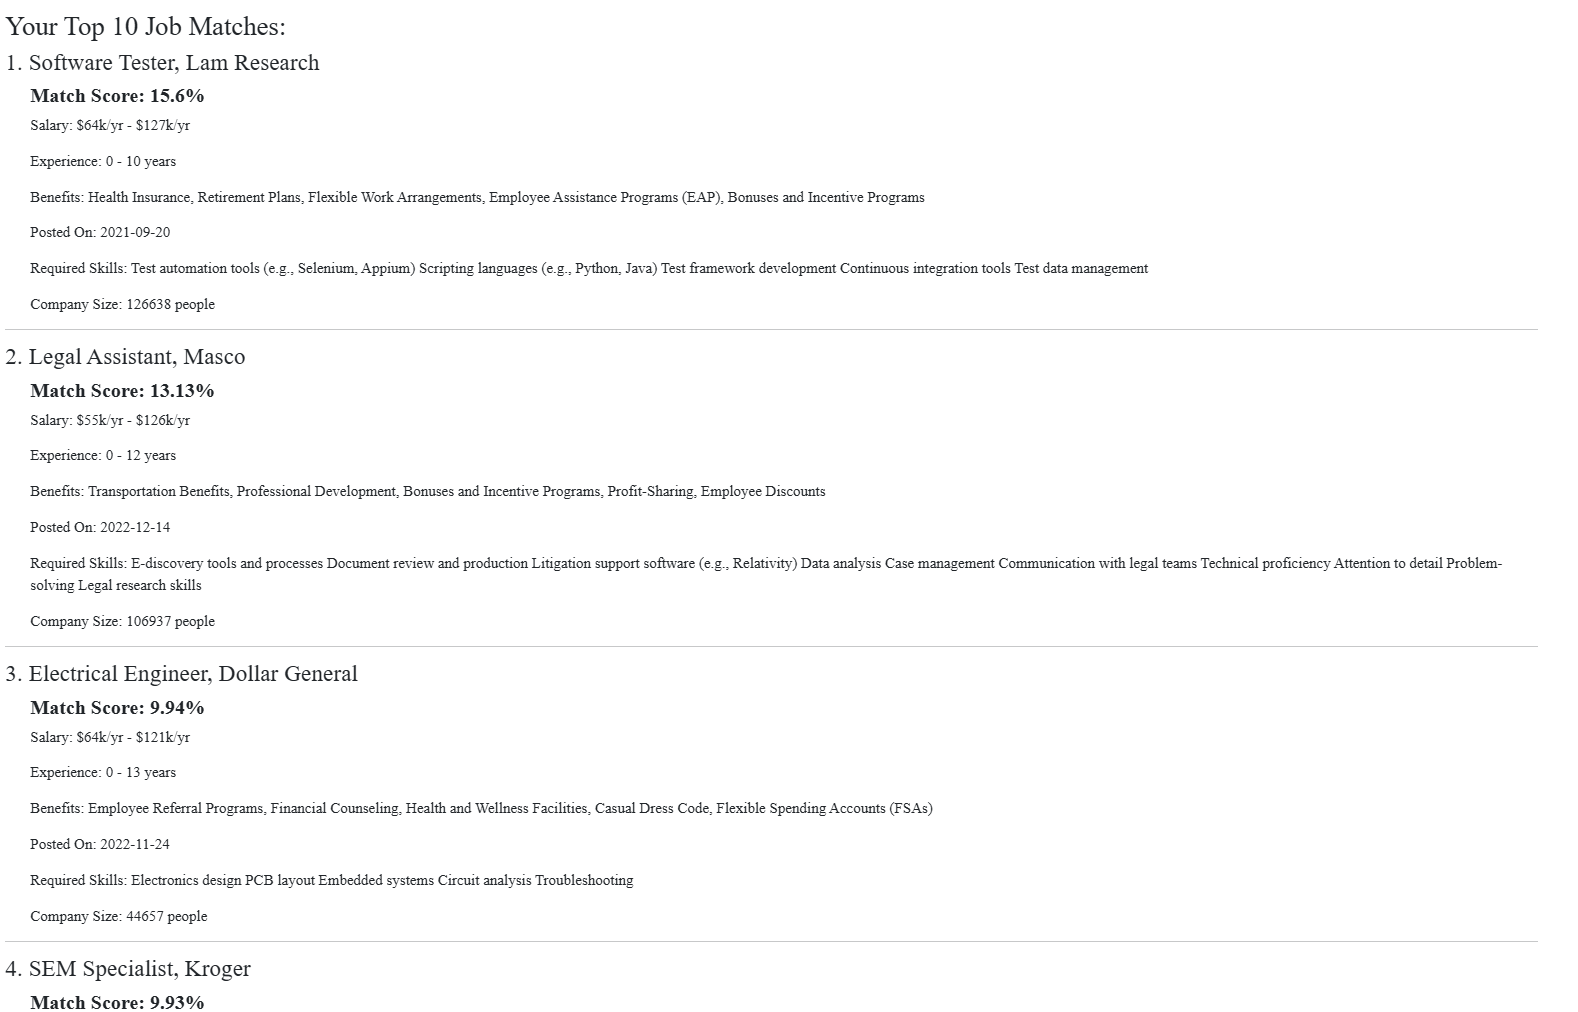 Your Top 10 Job Matches:
1. Software Tester, Lam Research
Match Score: 15.6%
Salary: $64k/yr - $127k/yr
Experience: 0 - 10 years
Benefits: Health Insurance, Retirement Plans, Flexible Work Arrangements, Employee Assistance Programs (EAP), Bonuses and Incentive Programs
Posted On: 2021-09-20
Required Skills: Test automation tools (e.g., Selenium, Appium) Scripting languages (e.g., Python, Java) Test framework development Continuous integration tools Test data management
Company Size: 126638 people
2. Legal Assistant, Masco
Match Score: 13.13%
Salary: $55k/yr - $126k/yr
Experience: 0 - 12 years
Benefits: Transportation Benefits, Professional Development, Bonuses and Incentive Programs, Profit-Sharing, Employee Discounts
Posted On: 2022-12-14
Required Skills: E-discovery tools and processes Document review and production Litigation support software (e.g., Relativity) Data analysis Case management Communication with legal teams Technical proficiency Attention to detail Problem-
solving Legal research skills
Company Size: 106937 people
3. Electrical Engineer, Dollar General
Match Score: 9.94%
Salary: $64k/yr - $121k/yr
Experience: 0 - 13 years
Benefits: Employee Referral Programs, Financial Counseling, Health and Wellness Facilities, Casual Dress Code, Flexible Spending Accounts (FSAs)
Posted On: 2022-11-24
Required Skills: Electronics design PCB layout Embedded systems Circuit analysis Troubleshooting
Company Size: 44657 people
4. SEM Specialist, Kroger
Match Score: 9.93%